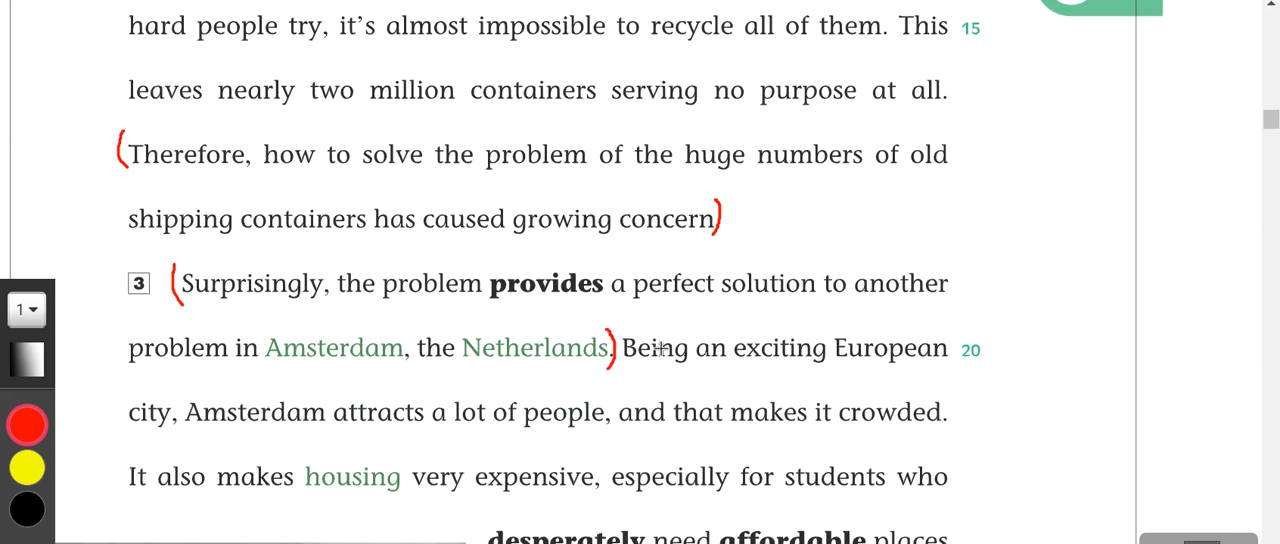 hard people try, it's almost impossible to recycle all of them. This 15
leaves nearly two million containers serving no purpose at all.
Therefore, how to solve the problem of the huge numbers of old
shipping containers has caused growing concern.
3 Surprisingly, the problem provides a perfect solution to another
problem in Amsterdam, the Netherlands. Being an exciting European 20
city, Amsterdam attracts a lot of people, and that makes it crowded.
It also makes housing very expensive, especially for students who
desperately need affordable places
1